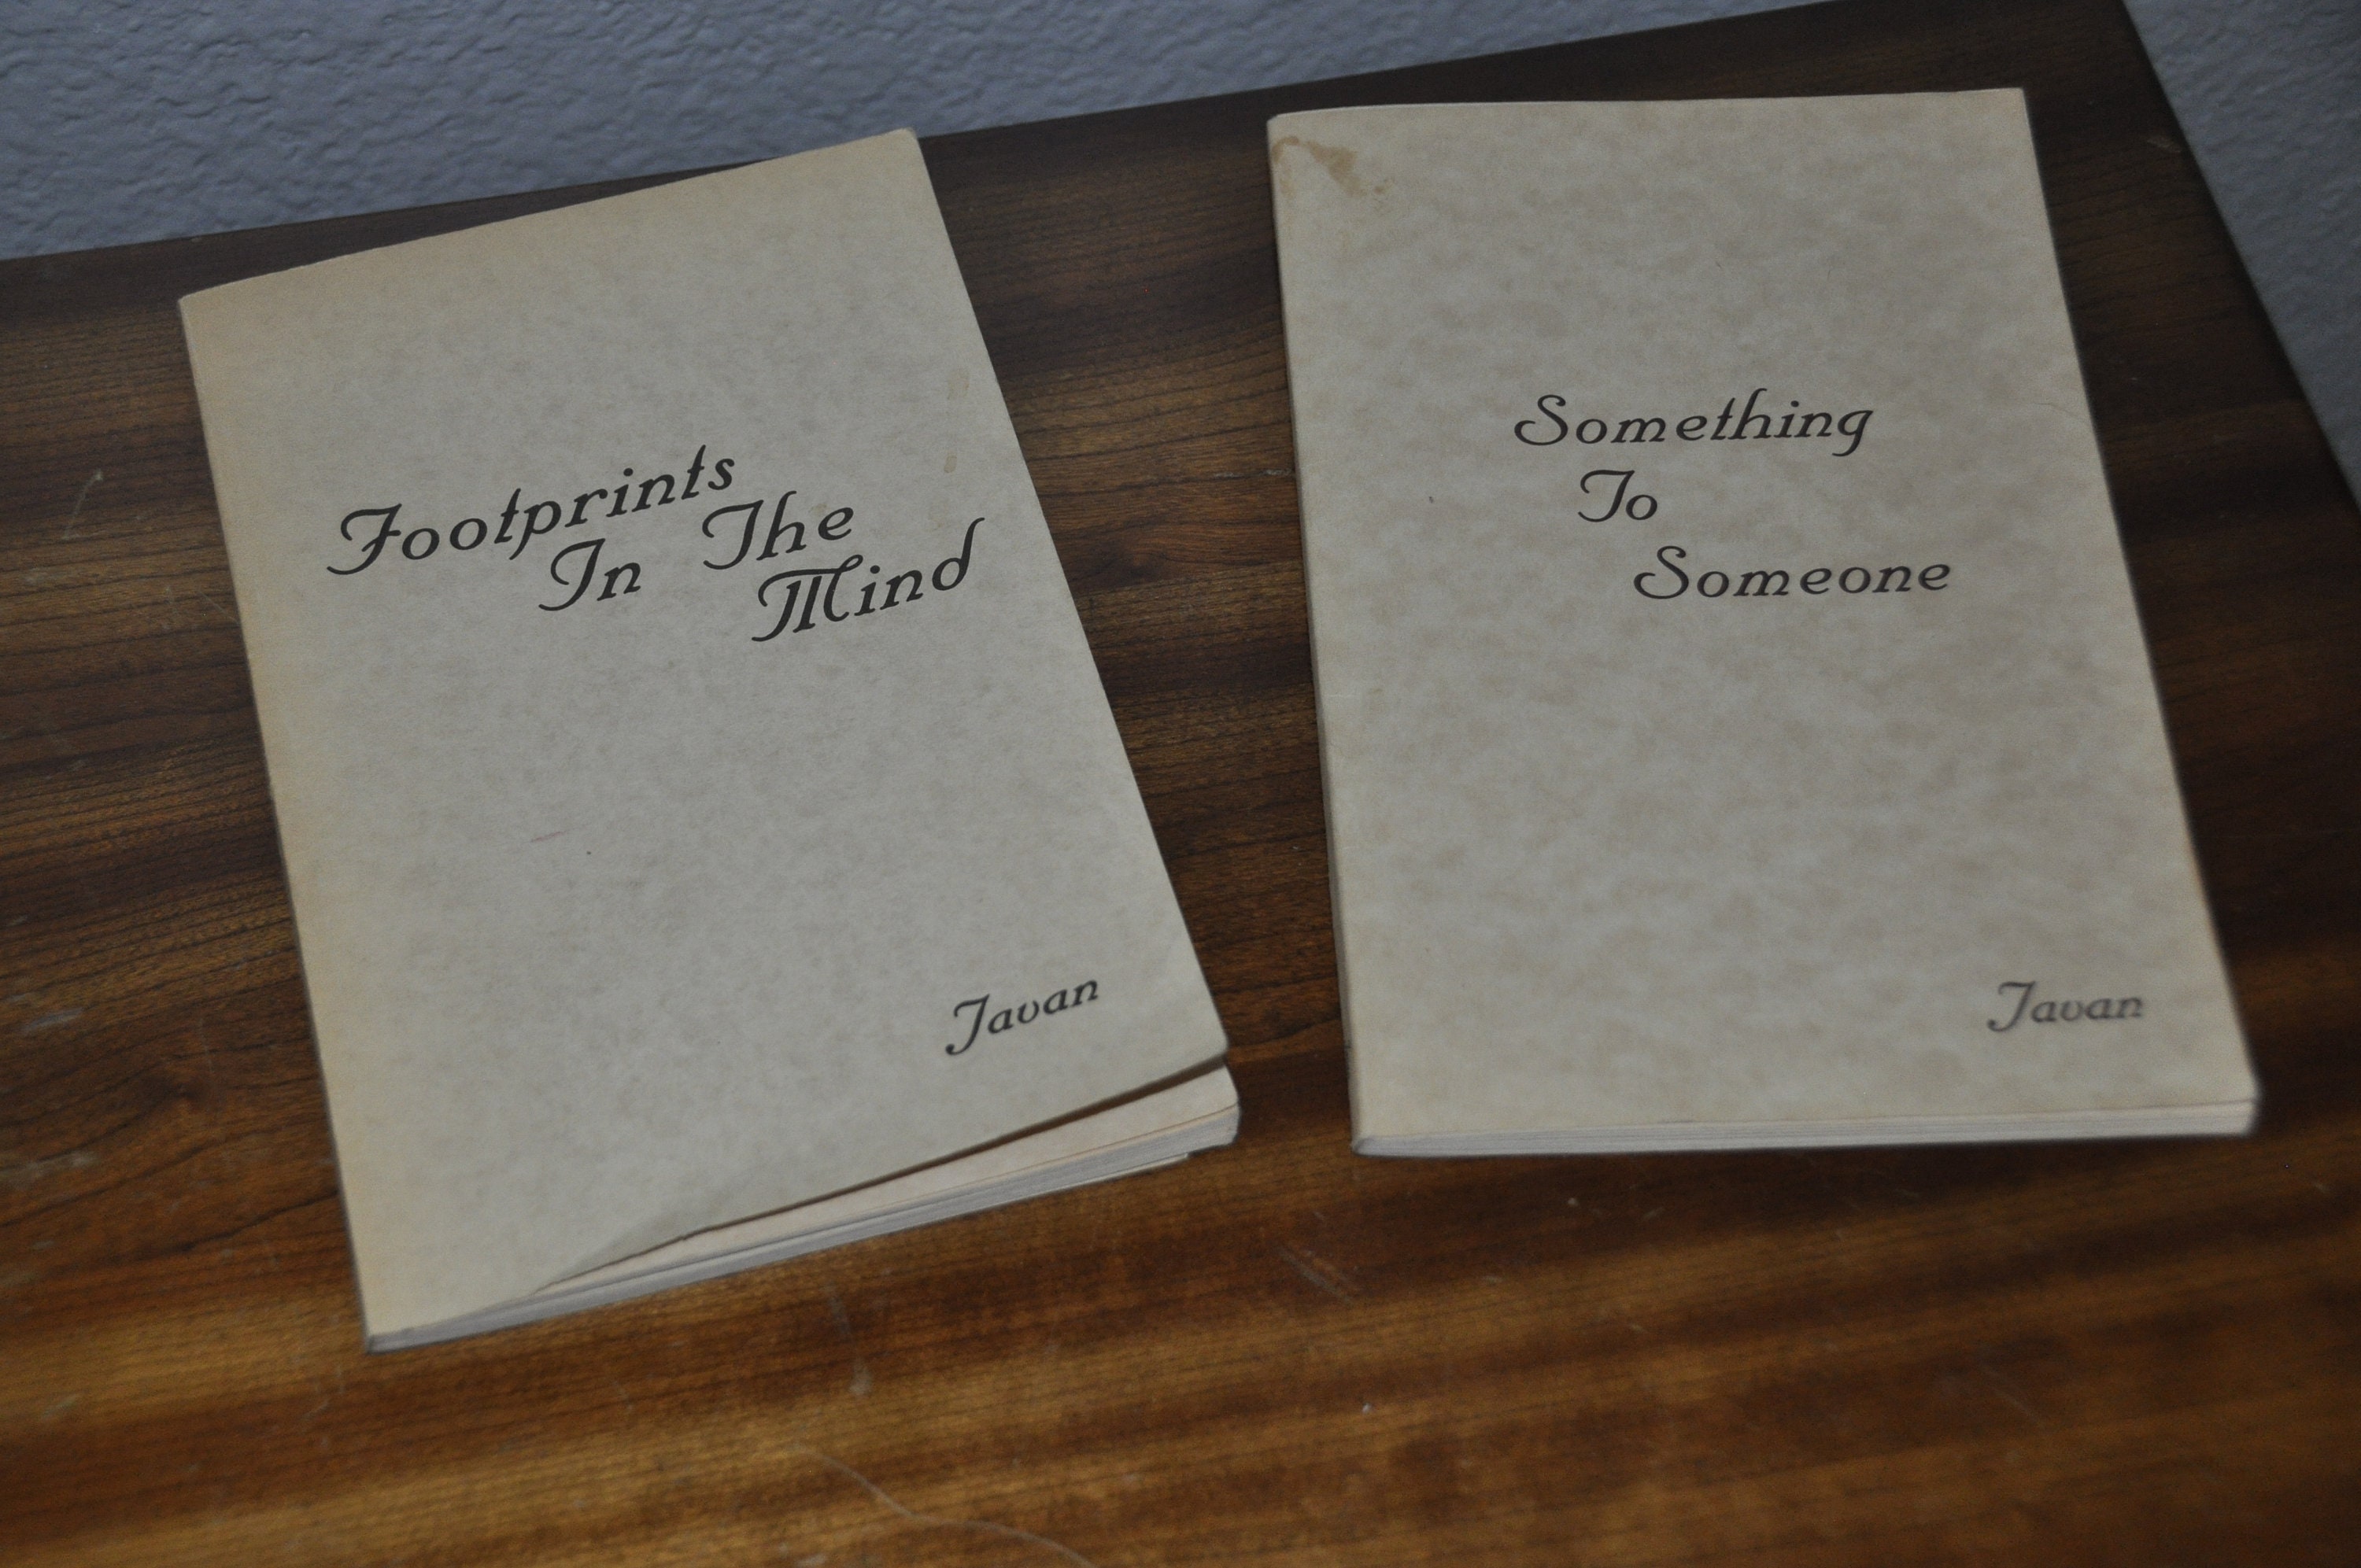 Footprints
In The
Mind
Javan
Something
To
Someone
Javan